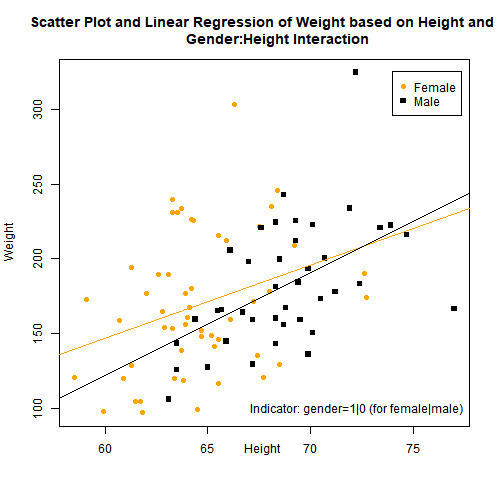 Scatter Plot and Linear Regression of Weight based on Height and
Gender:Height Interaction
Female
Male
Weight
300
250
200
150
100
Indicator: gender=1|0 (for female|male)
60
65
70
75
Height